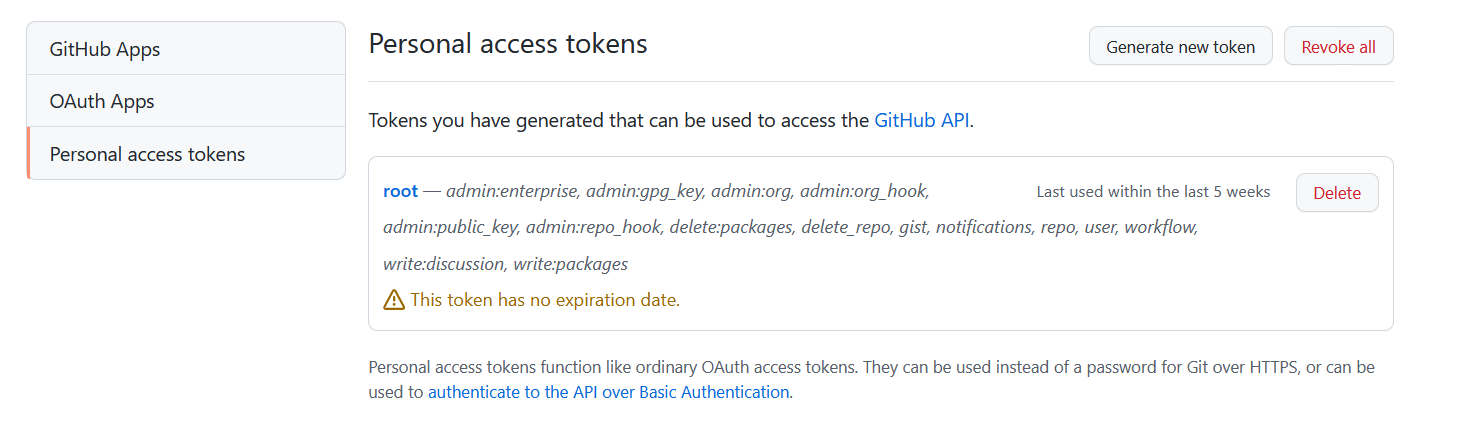 GitHub Apps
OAuth Apps
Personal access tokens
Personal access tokens
Generate new token
Revoke all
Tokens you have generated that can be used to access the GitHub API.
root — admin:enterprise, admin:gpg_key, admin:org, admin:org_hook,
Last used within the last 5 weeks
Delete
admin:public_key, admin:repo_hook, delete:packages, delete_repo, gist, notifications, repo, user, workflow,
write:discussion, write:packages
This token has no expiration date.
Personal access tokens function like ordinary OAuth access tokens. They can be used instead of a password for Git over HTTPS, or can be
used to authenticate to the API over Basic Authentication.